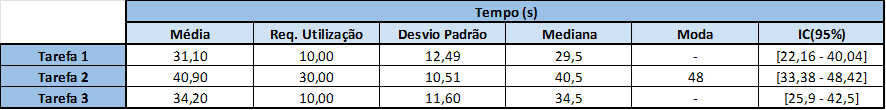 Tempo (s)
Média Req. Utilização Desvio Padrão Mediana Moda IC(95%)
Tarefa 1 31,10 10,00 12,49 29,5 - [22,16 - 40,04]
Tarefa 2 40,90 30,00 10,51 40,5 48 [33,38 - 48,42]
Tarefa 3 34,20 10,00 11,60 34,5 - [25,9 - 42,5]